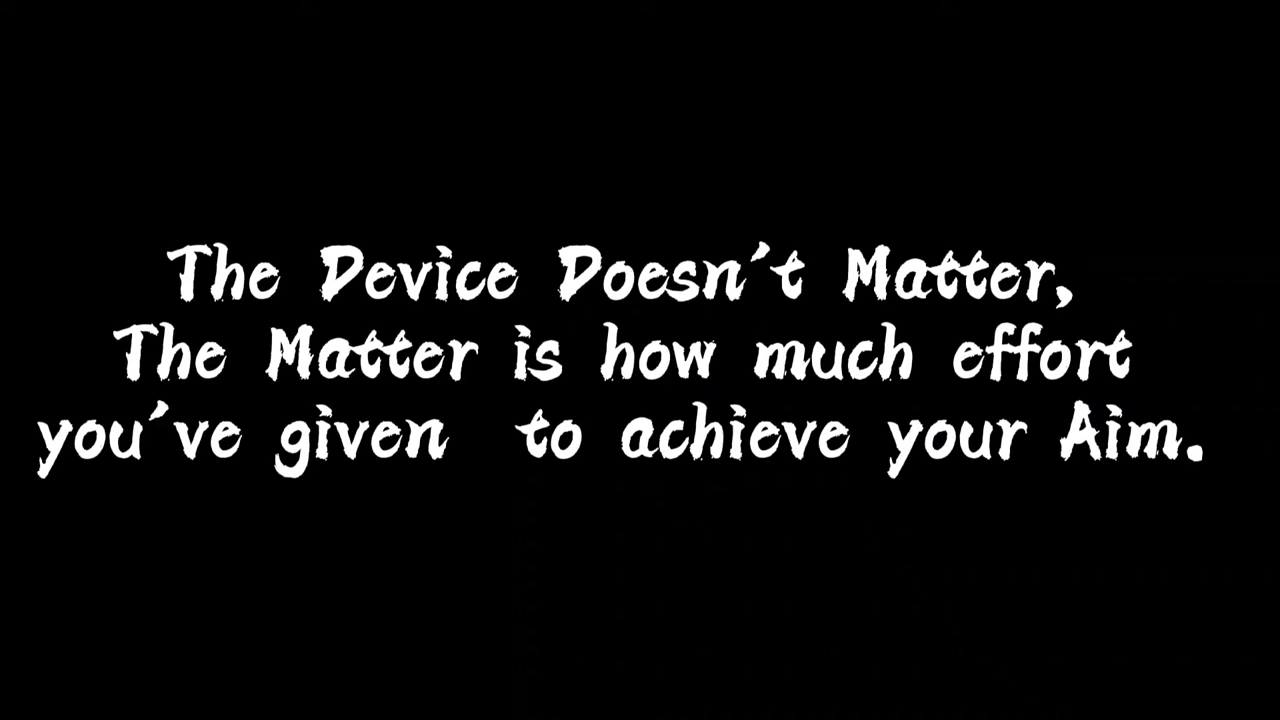 The Device Doesn't Matter,
The Matter is how much effort
you've given to achieve your Aim.